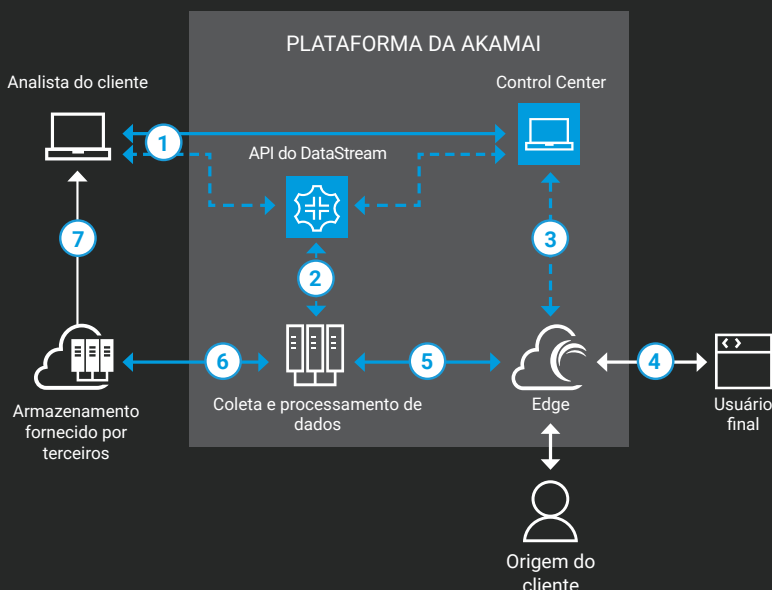 PLATAFORMA DA AKAMAI
Analista do cliente
Control Center
1
API do DataStream
7
2
3
6
5
4
Armazenamento
fornecido por
terceiros
Coleta e processamento de
dados
Edge
Usuário
final
Origem do
cliente